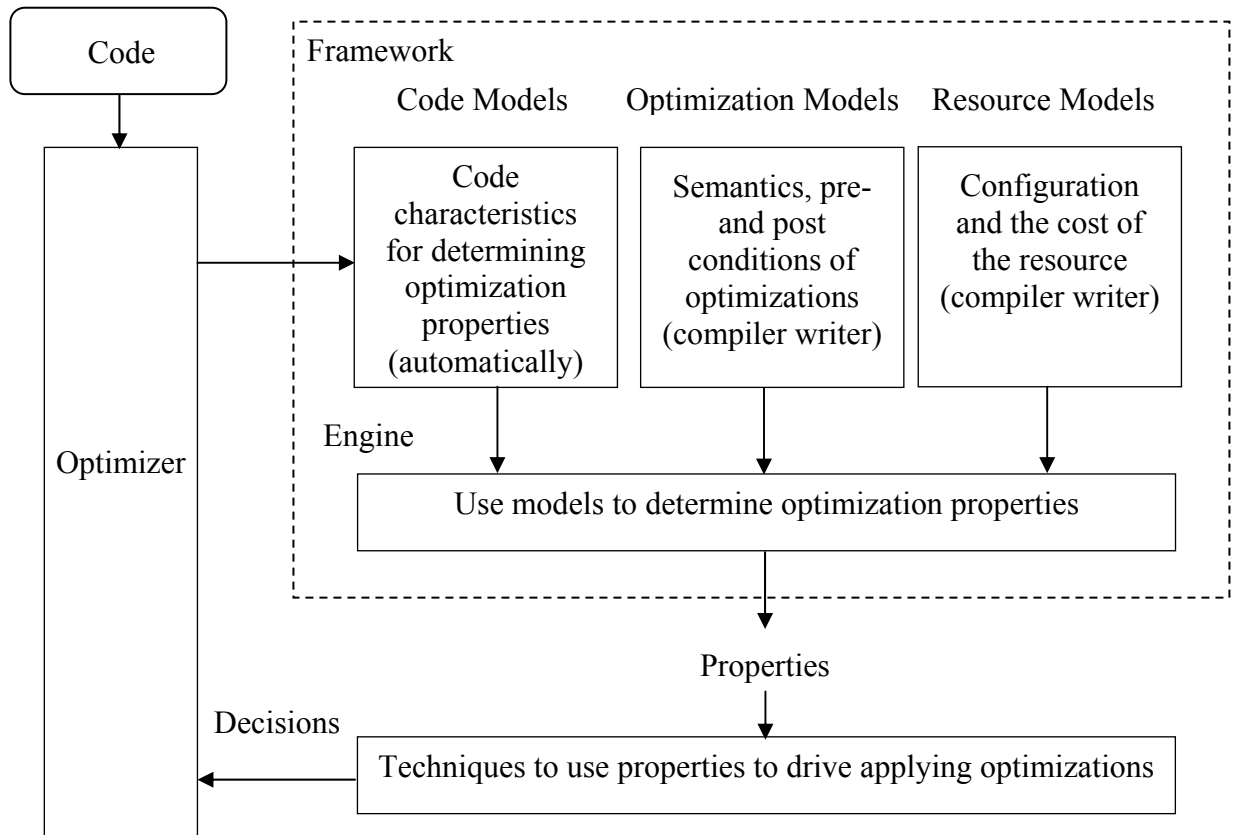 Code
Framework
Code Models
Optimization Models
Resource Models
Code
characteristics
for determining
optimization
properties
(automatically)
Semantics, pre-
and post
conditions of
optimizations
(compiler writer)
Configuration
and the cost of
the resource
(compiler writer)
Engine
Optimizer
Use models to determine optimization properties
Properties
Decisions
Techniques to use properties to drive applying optimizations